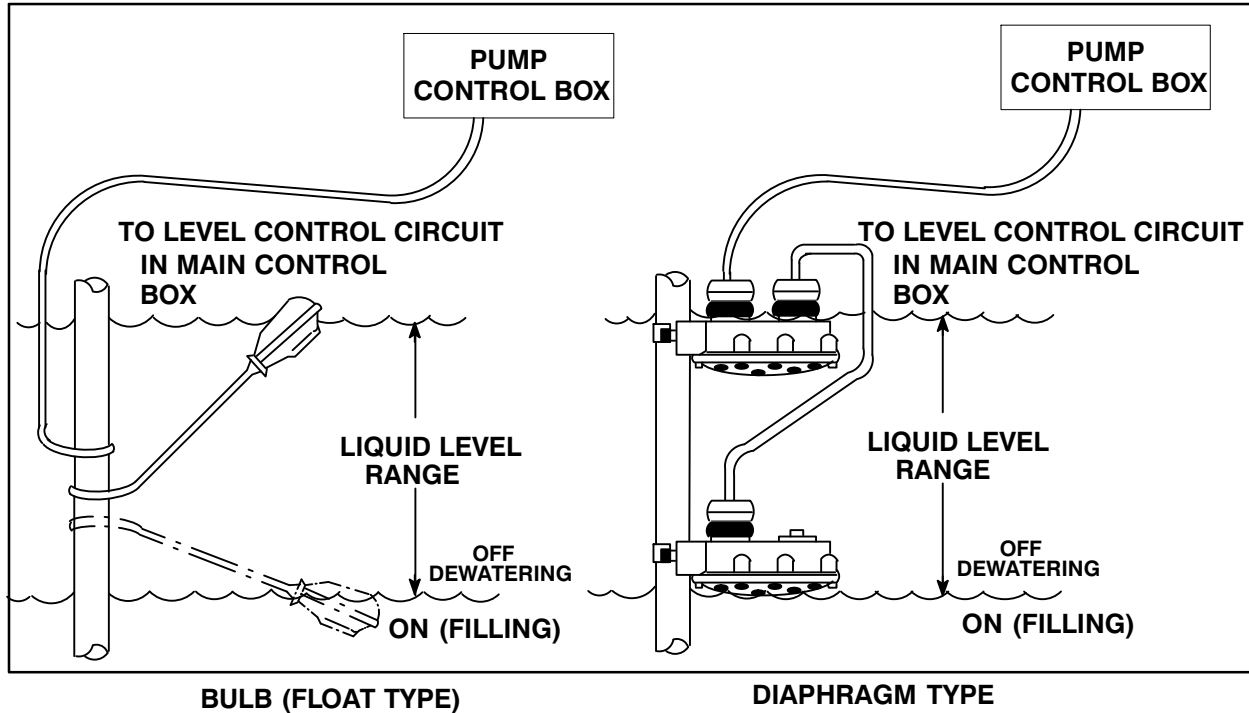 PUMP
CONTROL BOX
TO LEVEL CONTROL CIRCUIT
IN MAIN CONTROL
BOX
LIQUID LEVEL
RANGE
OFF
DEWATERING
ON (FILLING)
BULB (FLOAT TYPE)
PUMP
CONTROL BOX
TO LEVEL CONTROL CIRCUIT
IN MAIN CONTROL
BOX
LIQUID LEVEL
RANGE
OFF
DEWATERING
ON (FILLING)
DIAPHRAGM TYPE